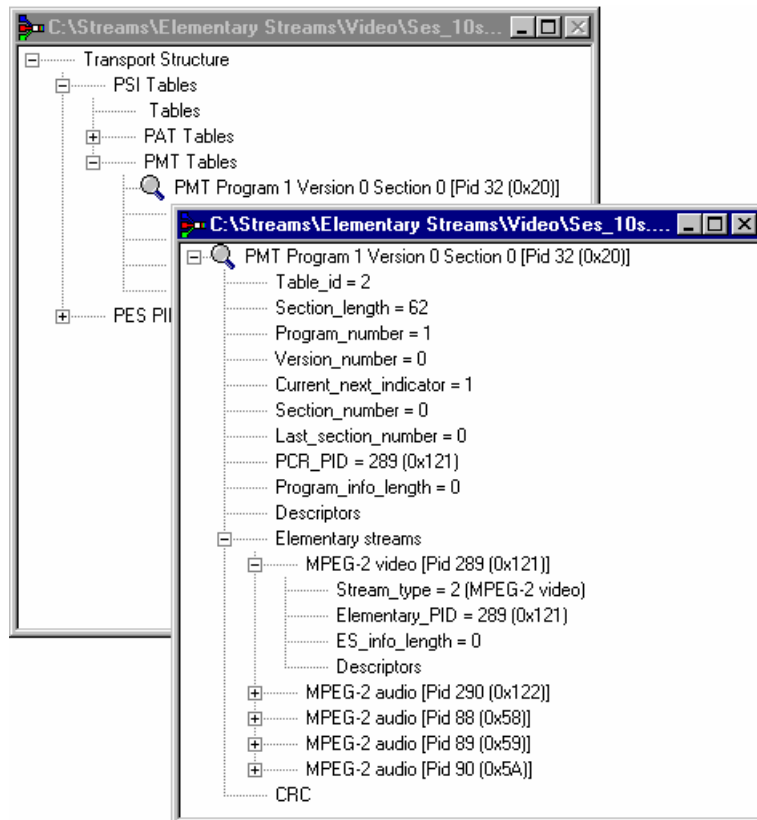 C:\Streams\Elementary Streams\Video\Ses_10s...
Transport Structure
PSI Tables
Tables
PAT Tables
PMT Tables
PMT Program 1 Version 0 Section 0 [Pid 32 (0x20)]
PES PI
C:\Streams\Elementary Streams\Video\Ses_10s....
PMT Program 1 Version 0 Section 0 [Pid 32 (0x20)]
Table_id = 2
Section_length = 62
Program_number = 1
Version_number = 0
Current_next_indicator = 1
Section_number = 0
Last_section_number = 0
PCR_PID = 289 (0x121)
Program_info_length = 0
Descriptors
Elementary streams
MPEG-2 video [Pid 289 (0x121)]
Stream_type = 2 (MPEG-2 video)
Elementary_PID = 289 (0x121)
ES_info_length = 0
Descriptors
MPEG-2 audio [Pid 290 (0x122)]
MPEG-2 audio [Pid 88 (0x58)]
MPEG-2 audio [Pid 89 (0x59)]
MPEG-2 audio [Pid 90 (0x5A)]
CRC